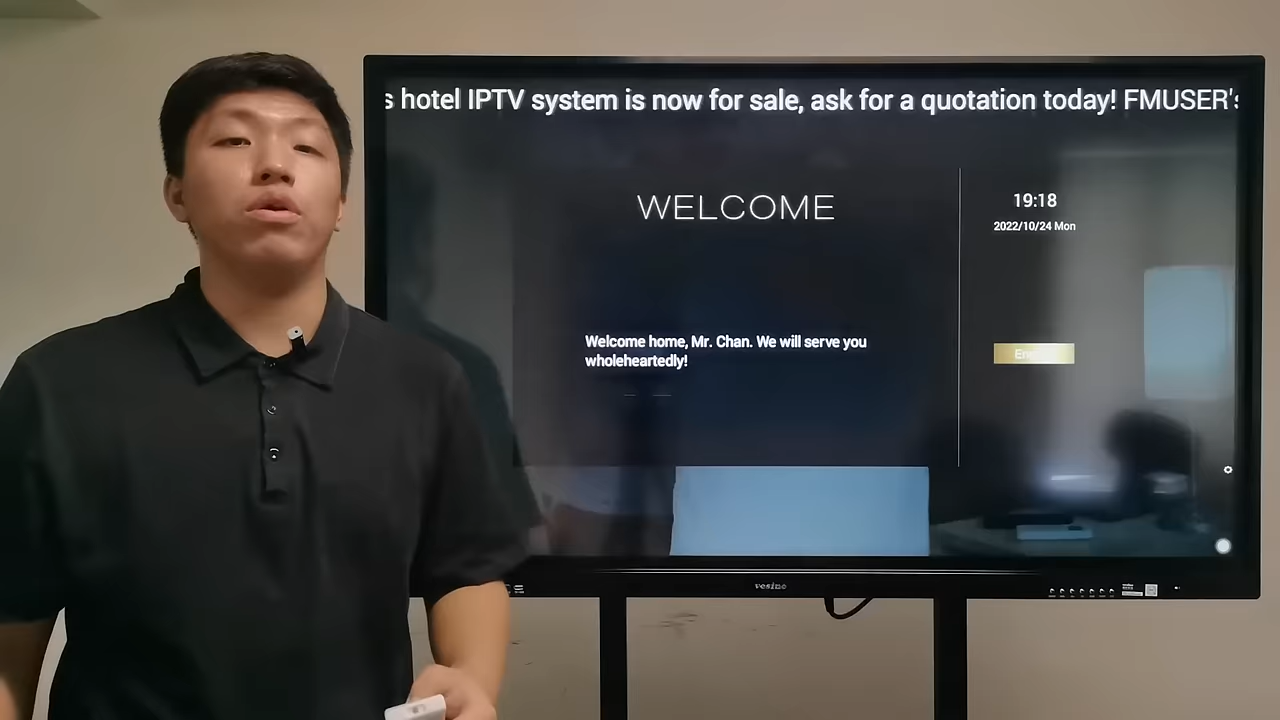 s hotel IPTV system is now for sale, ask for a quotation today! FMUSER's
WELCOME
19:18
2022/10/24 Mon
Welcome home, Mr. Chan. We will serve you
wholeheartedly!
vesine